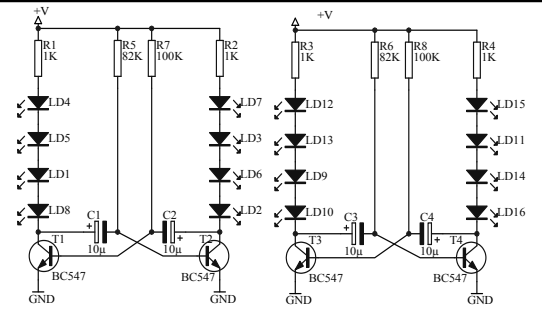 +V +V
R1 R5 R7 R2 R3 R6 R8 R4
1K 82K 100K 1K 1K 82K 100K 1K
LD4 LD7 LD12 LD15
LD5 LD3 LD13 LD11
LD1 LD6 LD9 LD14
LD8 C1 C2 LD2 LD10 C3 C4 LD16
+ + + +
T1 10µ 10µ T2 T3 10µ 10µ T4
BC547 BC547 BC547 BC547
GND GND GND GND